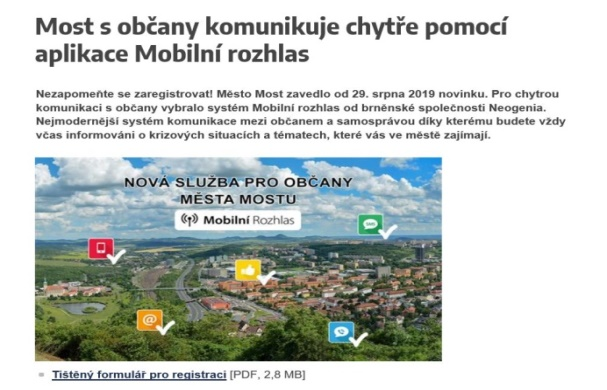 Most s občany komunikuje chytře pomocí
aplikace Mobilní rozhlas
Nezapomeňte se zaregistrovat! Město Most zavedlo od 29. srpna 2019 novinku. Pro chytrou
komunikaci s občany vybralo systém Mobilní rozhlas od brněnské společnosti Neogenia.
Nejmodernější systém komunikace mezi občanem a samosprávou díky kterému budete vždy
včas informováni o krizových situacích a tématech, které vás ve městě zajímají.
NOVÁ SLUŽBA PRO OBČANY
MĚSTA MOSTU
Mobilní Rozhlas
SMS
@
Tištěný formulář pro registraci [PDF, 2,8 MB]